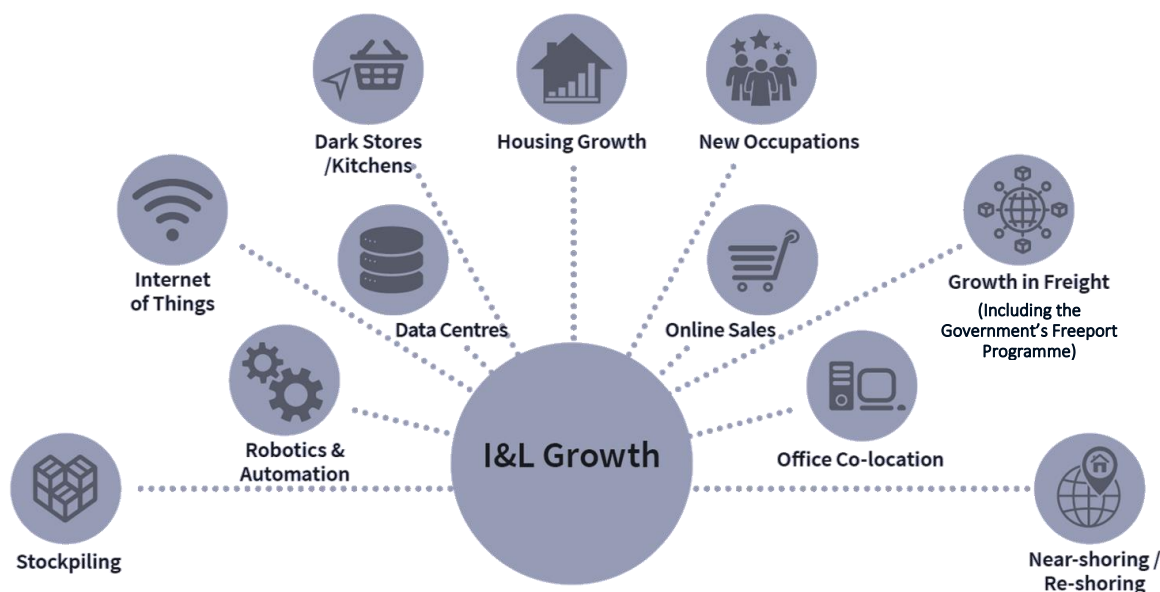 Dark Stores
/Kitchens
Housing Growth
New Occupations
Internet
of Things
Growth in Freight
(Including the
Government's Freeport
Programme)
Data Centres
Online Sales
Robotics &
Automation
I&L Growth
Office Co-location
Stockpiling
Near-shoring /
Re-shoring